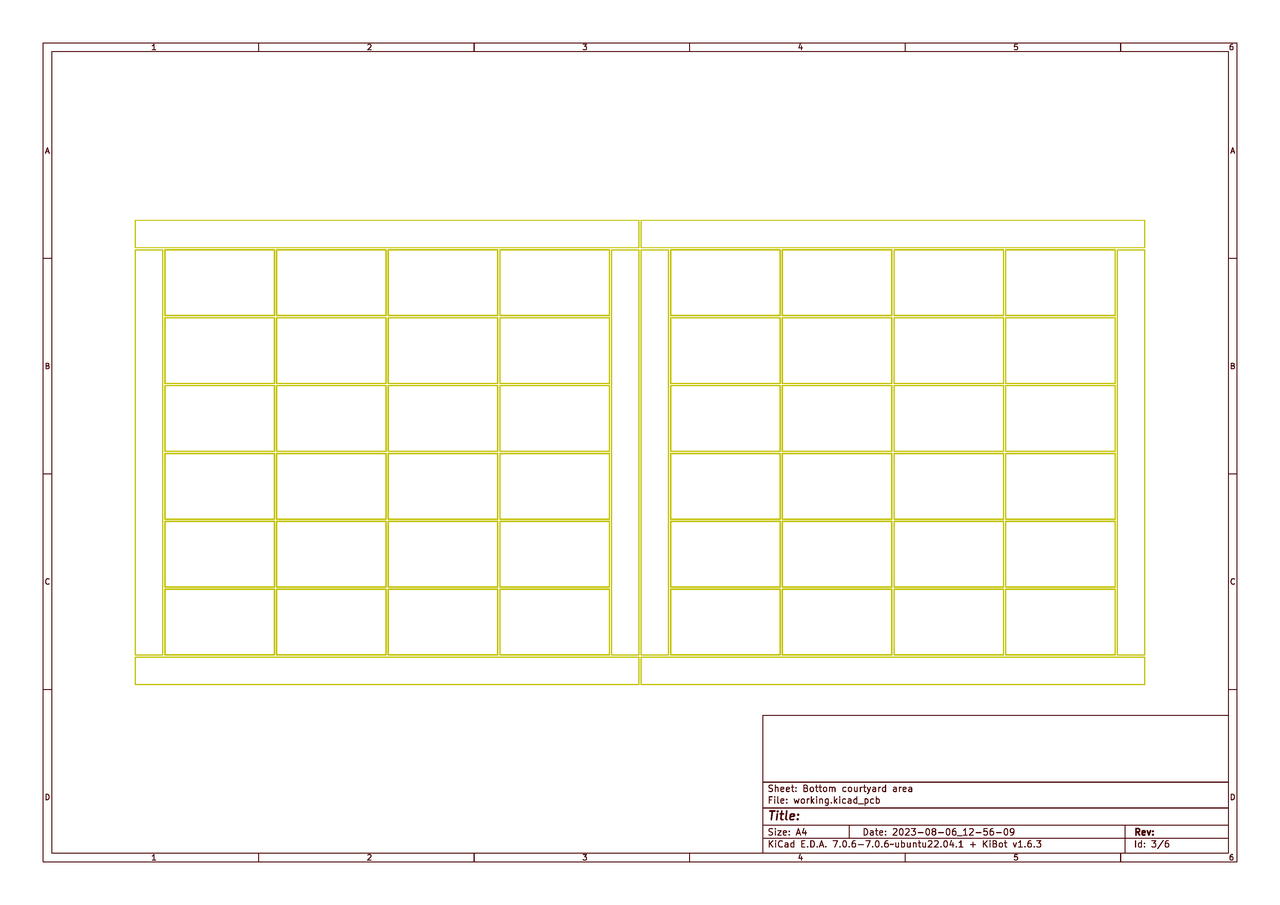 1 2 3 4 5 6
A A
B B
C C
D D
Sheet: Bottom courtyard area
File: working.kicad_pcb
Title:
Size: A4 Date: 2023-08-06_12-56-09 Rev:
KiCad E.D.A. 7.0.6-7.0.6~ubuntu22.04.1 + KiBot v1.6.3 Id: 3/6
1 2 3 4 5 6